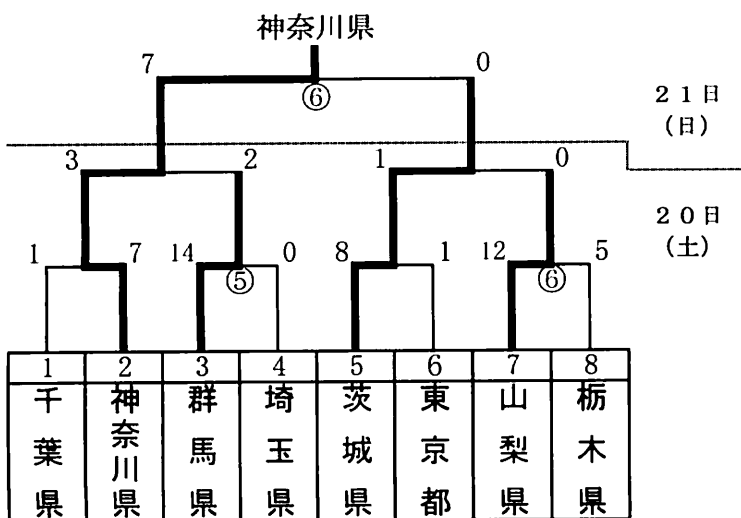 神奈川県
7 0
⑥
21日
(日)
3 2 1 0
20日
(土)
1 7 14 0 8 1 12 5
⑤ ⑥
1 2 3 4 5 6 7 8
千葉県
神奈川県
群馬県
埼玉県
茨城県
東京都
山梨県
栃木県